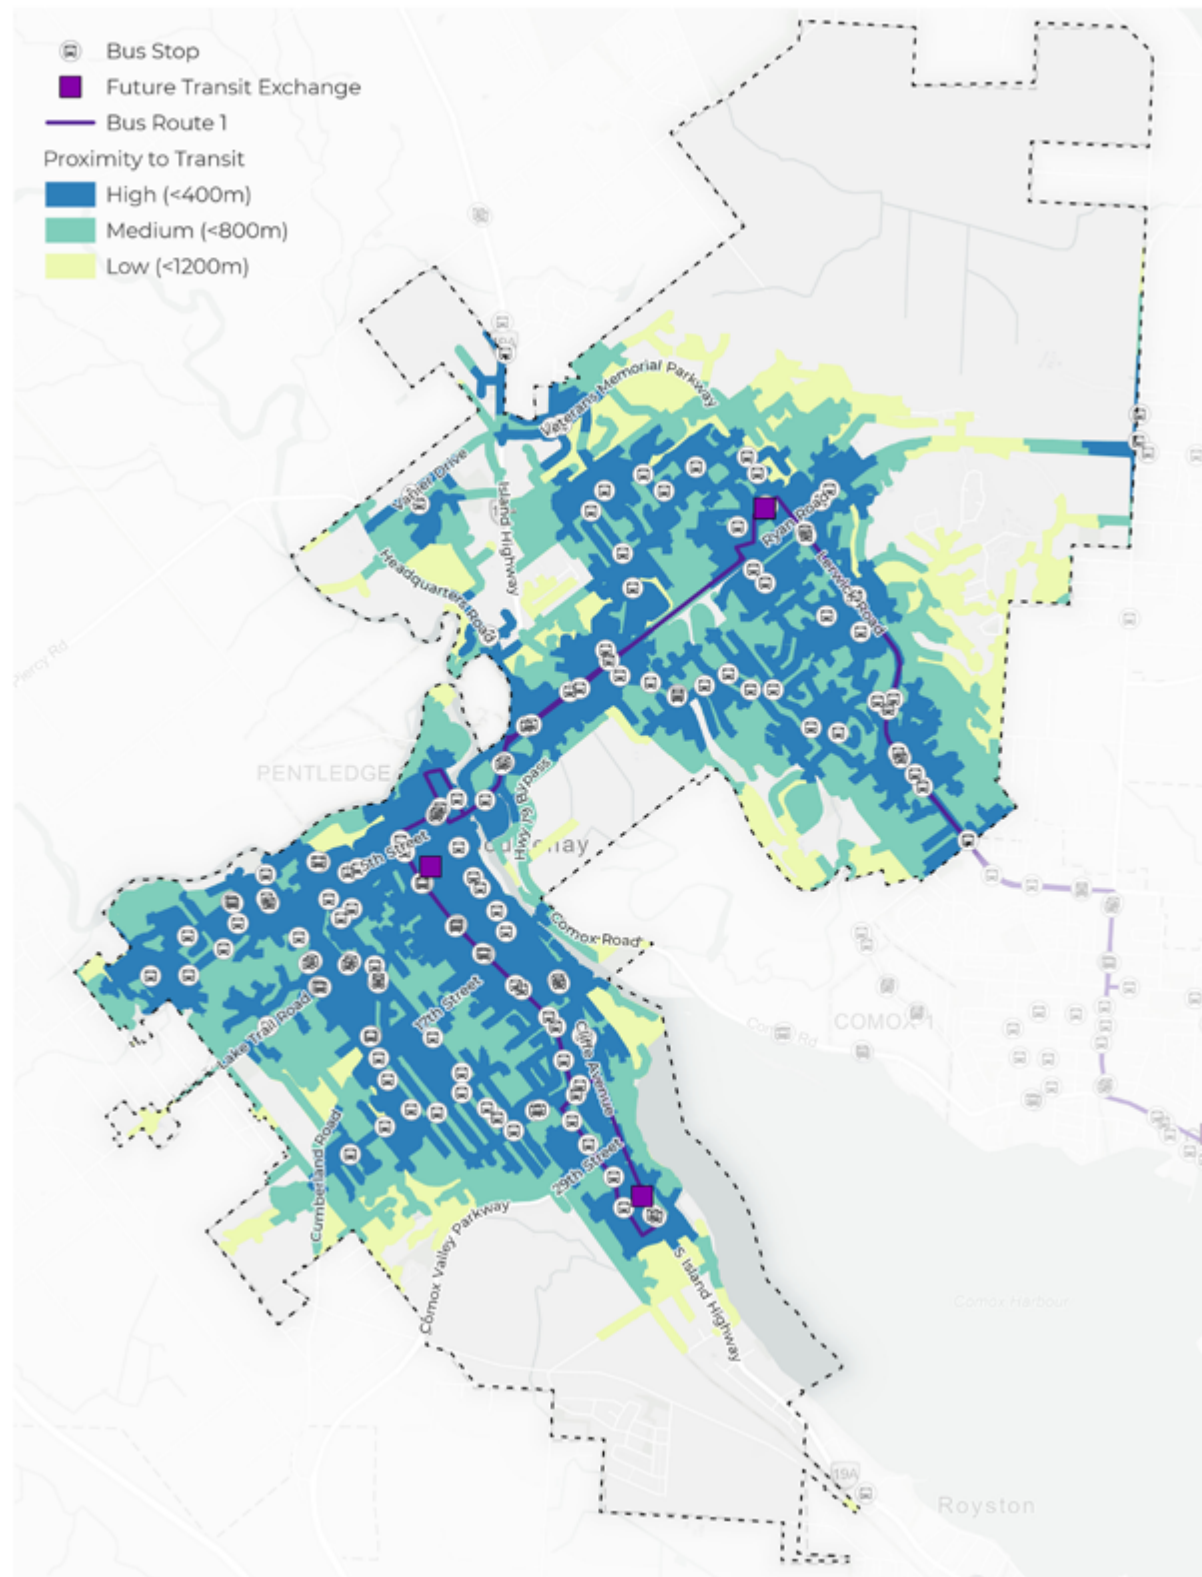 Bus Stop
Future Transit Exchange
Bus Route 1
Proximity to Transit
High (<400m)
Medium (<800m)
Low (<1200m)
Veterans Memorial Parkway
Vanier Drive
Island Highway
Headquarters Road
Ryan Road
Lerwick Road
Piercy Rd
PENTLEDGE
Hwy 19 Bypass
5th Street
Comox Road
17th Street
Lake Trail Road
Cliffe Avenue
COMOX 1
Cumberland Road
29th Street
Comox Valley Parkway
S Island Highway
Comox Harbour
19A
Royston